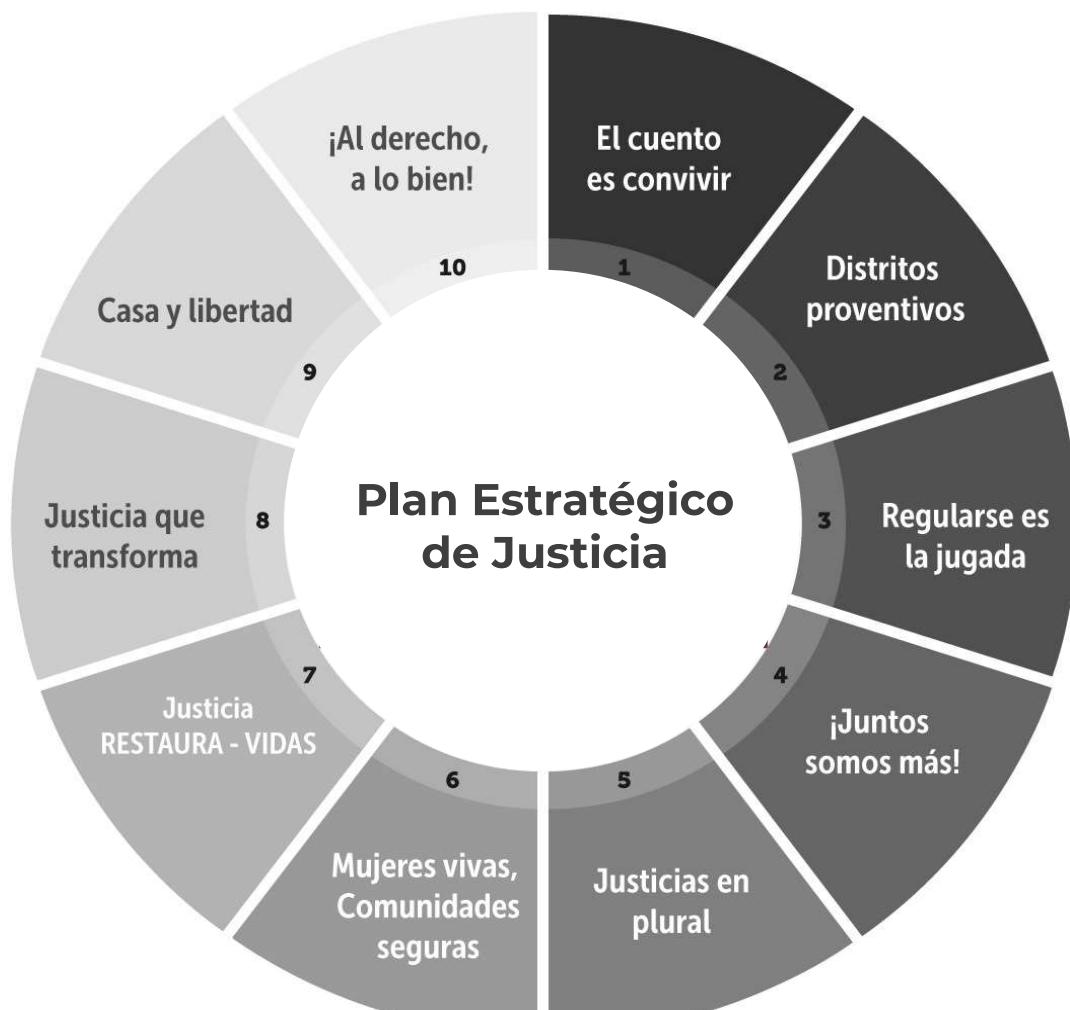 Plan Estratégico
de Justicia
1
El cuento
es convivir
2
Distritos
proventivos
3
Regularse es
la jugada
4
¡Juntos
somos más!
5
Justicias en
plural
6
Mujeres vivas,
Comunidades
seguras
7
Justicia
RESTAURA - VIDAS
8
Justicia que
transforma
9
Casa y libertad
10
¡Al derecho,
a lo bien!